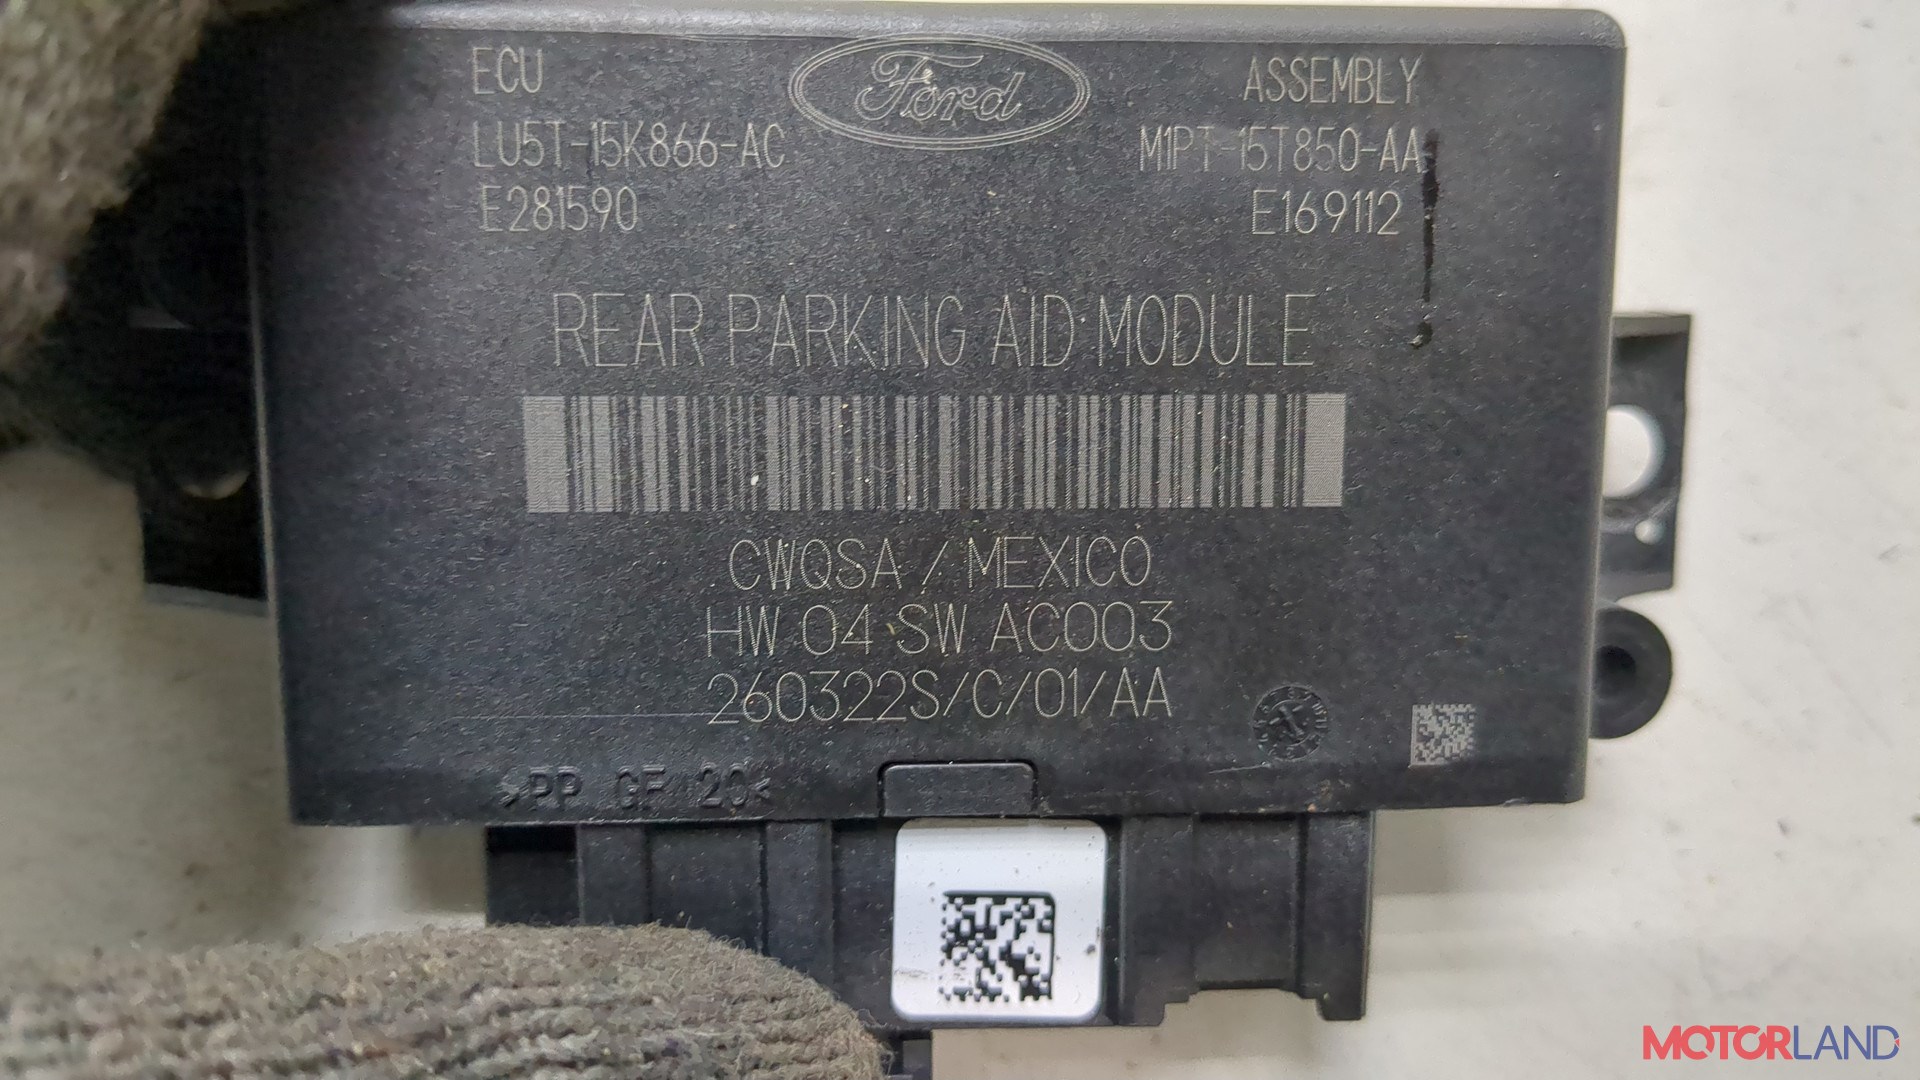 ECU
Ford
ASSEMBLY
LU5T-15K866-AC
M1PT-15T850-AA
E281590
E169112
REAR PARKING AID MODULE
CWQSA / MEXICO
HW 04 SW AC003
260322S/C/01/AA
>PP GF 20<
MOTORLAND